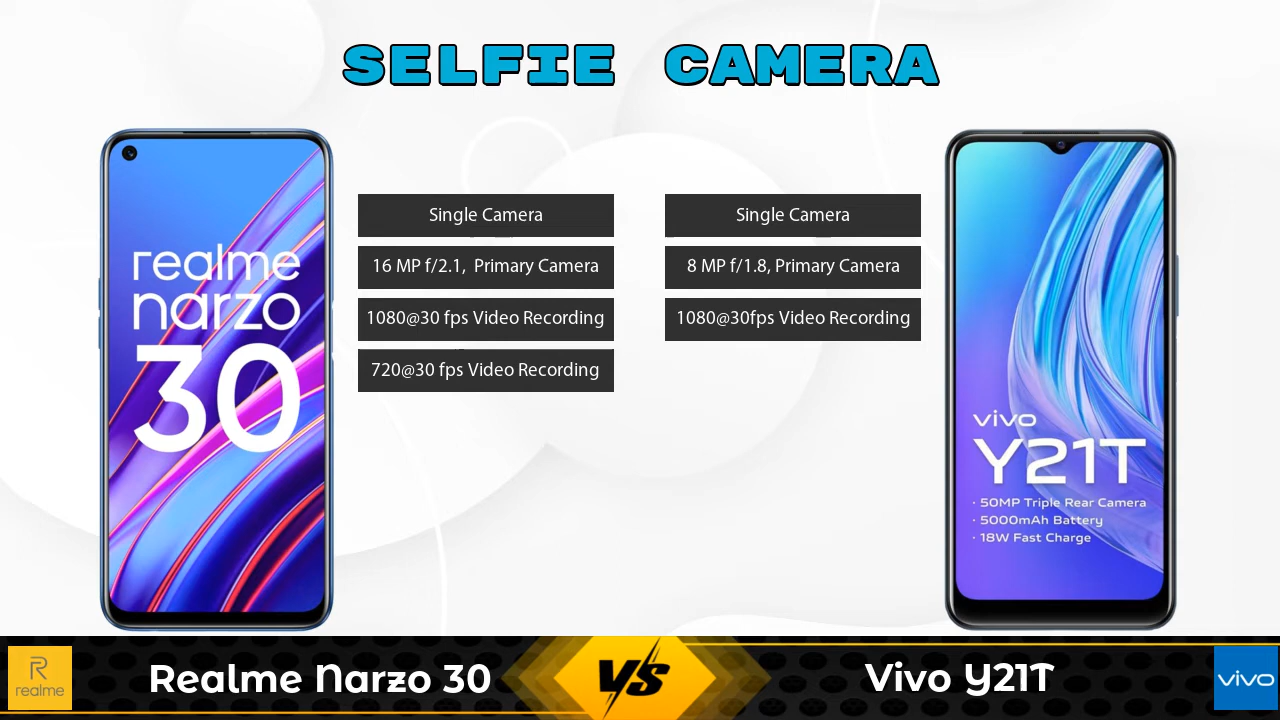 SELFIE CAMERA
realme
narzo
30
Single Camera
16 MP f/2.1,  Primary Camera
1080@30 fps Video Recording
720@30 fps Video Recording
Single Camera
8 MP f/1.8, Primary Camera
1080@30fps Video Recording
vivo
Y21T
· 50MP Triple Rear Camera
· 5000mAh Battery
· 18W Fast Charge
R
realme
Realme Narzo 30
VS
Vivo Y21T
vivo